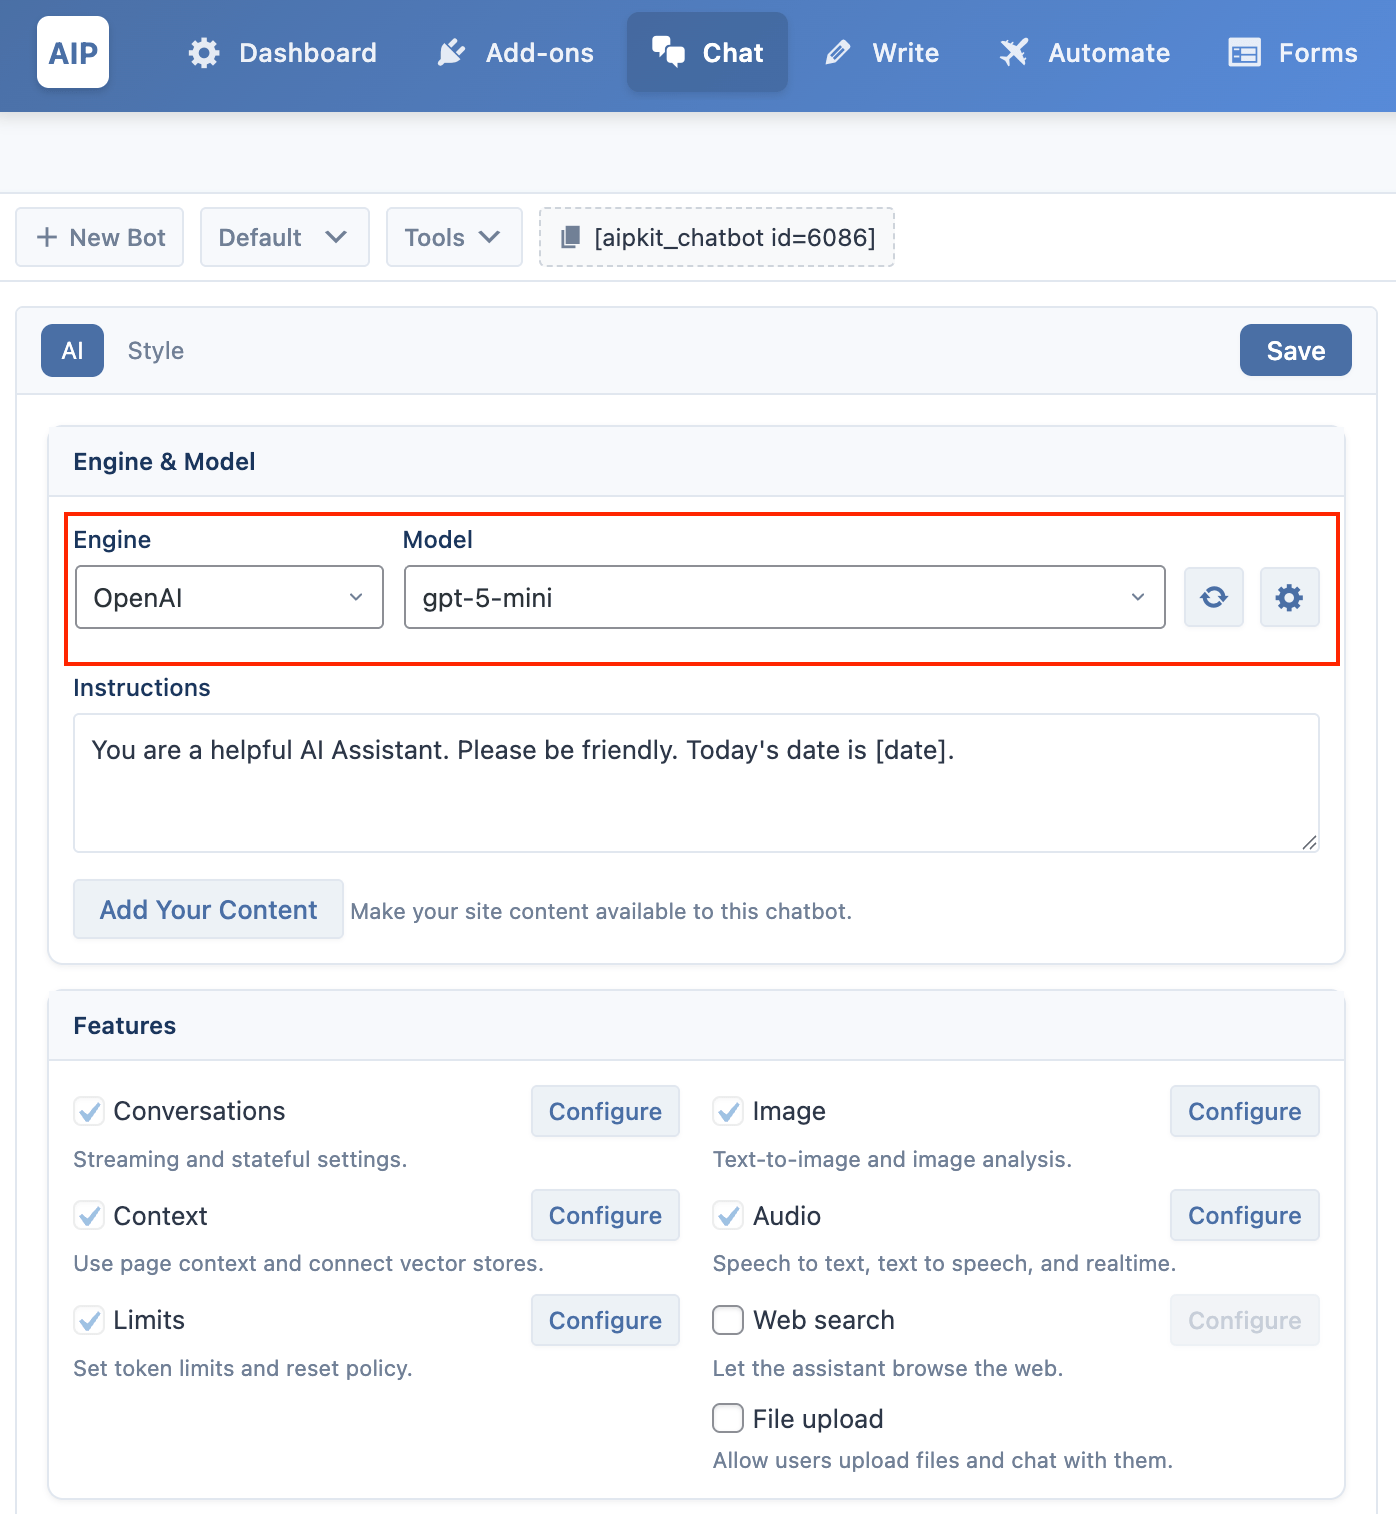 AIP Dashboard Add-ons Chat Write Automate Forms
New Bot Default Tools [aipkit_chatbot id=6086]
AI Style Save
Engine & Model
Engine Model
OpenAI gpt-5-mini
Instructions
You are a helpful AI Assistant. Please be friendly. Today's date is [date].
Add Your Content Make your site content available to this chatbot.
Features
Conversations Configure Image Configure
Streaming and stateful settings. Text-to-image and image analysis.
Context Configure Audio Configure
Use page context and connect vector stores. Speech to text, text to speech, and realtime.
Limits Configure Web search Configure
Set token limits and reset policy. Let the assistant browse the web.
File upload
Allow users upload files and chat with them.